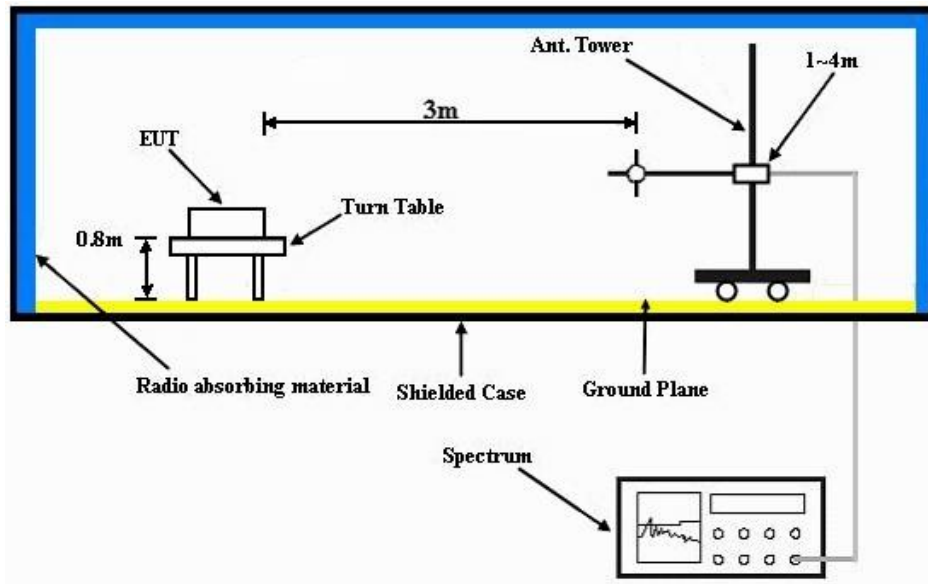 Ant. Tower
1~4m
3m
EUT
Turn Table
0.8m
Radio absorbing material
Shielded Case
Ground Plane
Spectrum